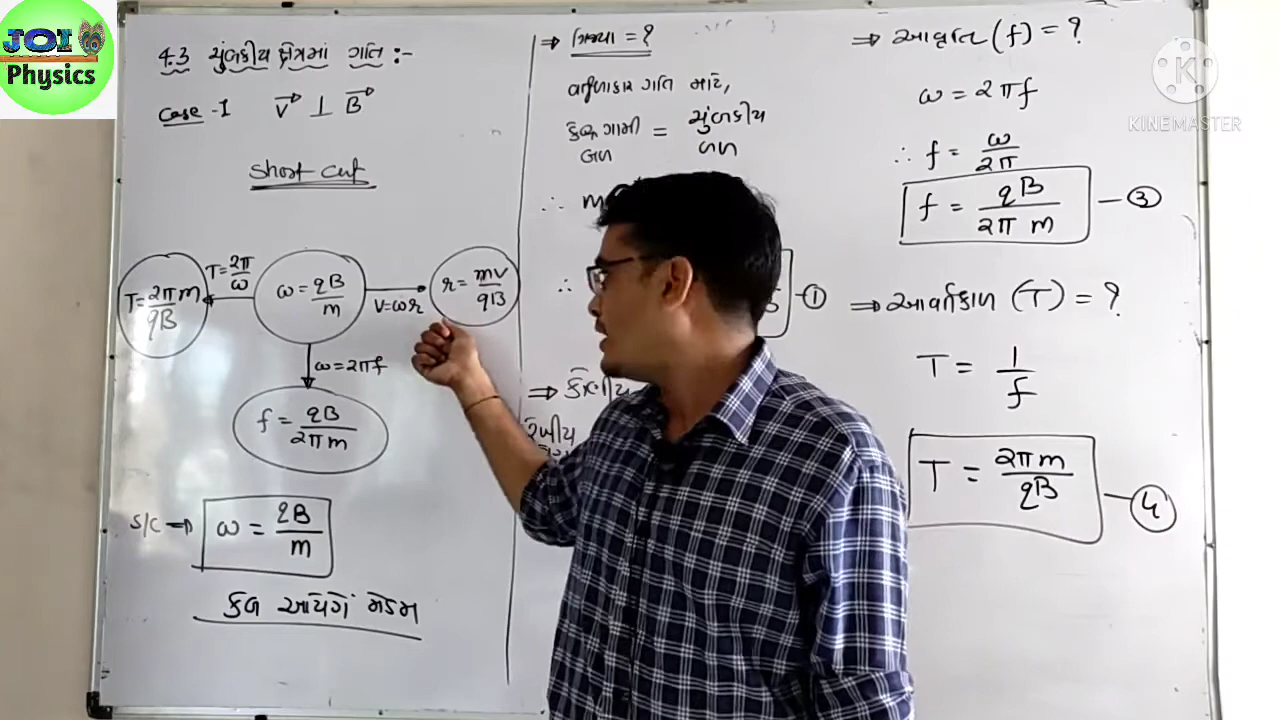 JOI
Physics
4.3 ચુંબકીય ક્ષેત્રમાં ગતિ :-
Case - I V ⊥ B
Short cut
T = 2πm / qB
T = 2π / ω
ω = qB / m
V = ωr
r = mv / qB
ω = 2πf
f = qB / 2πm
S/C → ω = qB / m
કબ આયેગેં મેડમ
⇒ ત્રિજ્યા = ?
વર્તુળાકાર ગતિ માટે,
કેન્દ્રગામી બળ = ચુંબકીય બળ
∴ m
∴ 1
⇒
⇒ આવૃત્તિ (f) = ?
ω = 2πf
∴ f = ω / 2π
f = qB / 2π m — 3
⇒ આવર્તકાળ (T) = ?
T = 1 / f
T = 2πm / qB — 4
KINEMASTER